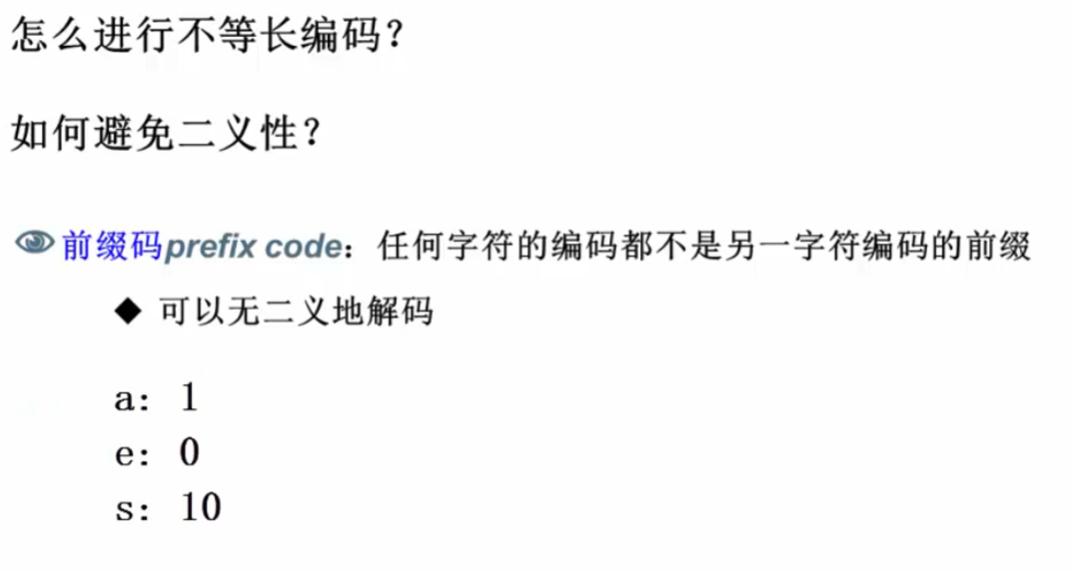 怎么进行不等长编码？
如何避免二义性？
前缀码prefix code：任何字符的编码都不是另一字符编码的前缀
◆ 可以无二义地解码
a: 1
e: 0
s: 10